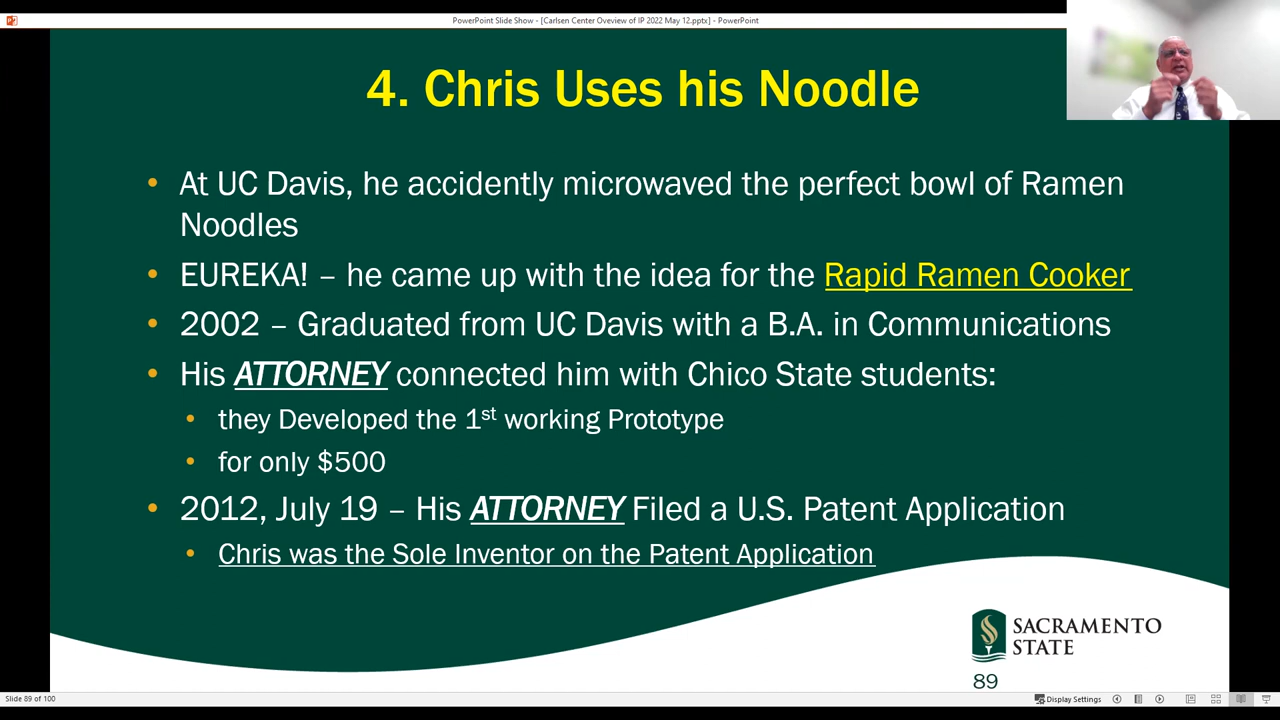 PowerPoint Slide Show - [Carlsen Center Oveview of IP 2022 May 12.pptx] - PowerPoint
4. Chris Uses his Noodle
• At UC Davis, he accidently microwaved the perfect bowl of Ramen
Noodles
• EUREKA! – he came up with the idea for the Rapid Ramen Cooker
• 2002 – Graduated from UC Davis with a B.A. in Communications
• His ATTORNEY connected him with Chico State students:
• they Developed the 1st working Prototype
• for only $500
• 2012, July 19 – His ATTORNEY Filed a U.S. Patent Application
• Chris was the Sole Inventor on the Patent Application
SACRAMENTO
STATE
89
Slide 89 of 100
Display Settings